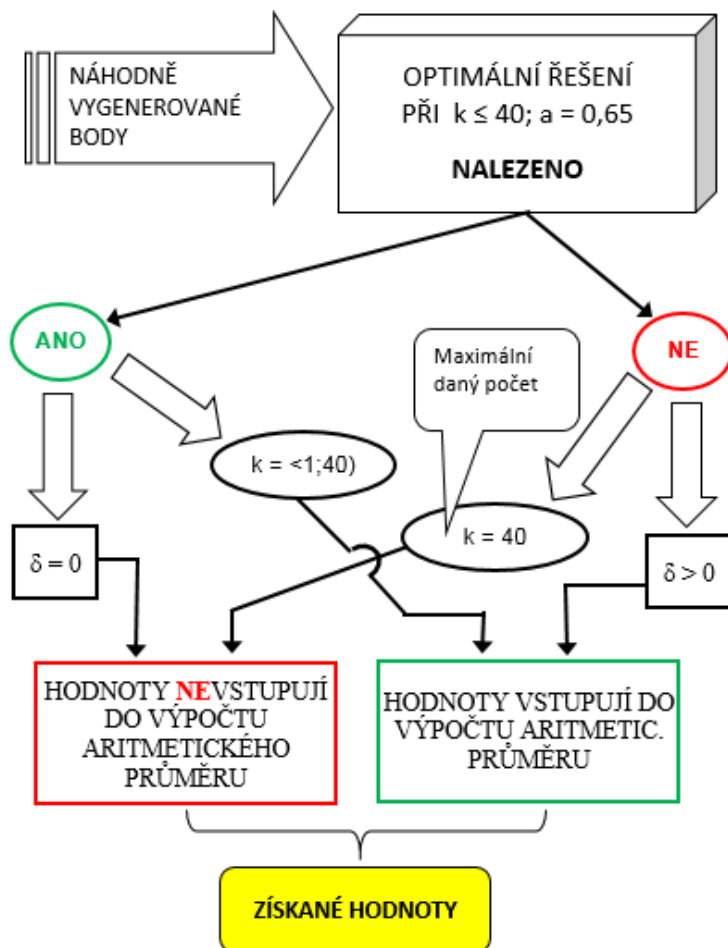 NÁHODNĚ
VYGENEROVANÉ
BODY
OPTIMÁLNÍ ŘEŠENÍ
PŘI k ≤ 40; a = 0,65
NALEZENO
ANO
NE
Maximální
daný počet
k = <1;40)
k = 40
δ = 0
δ > 0
HODNOTY NEVSTUPUJÍ
DO VÝPOČTU
ARITMETICKÉHO
PRŮMĚRU
HODNOTY VSTUPUJÍ DO
VÝPOČTU ARITMETIC.
PRŮMĚRU
ZÍSKANÉ HODNOTY